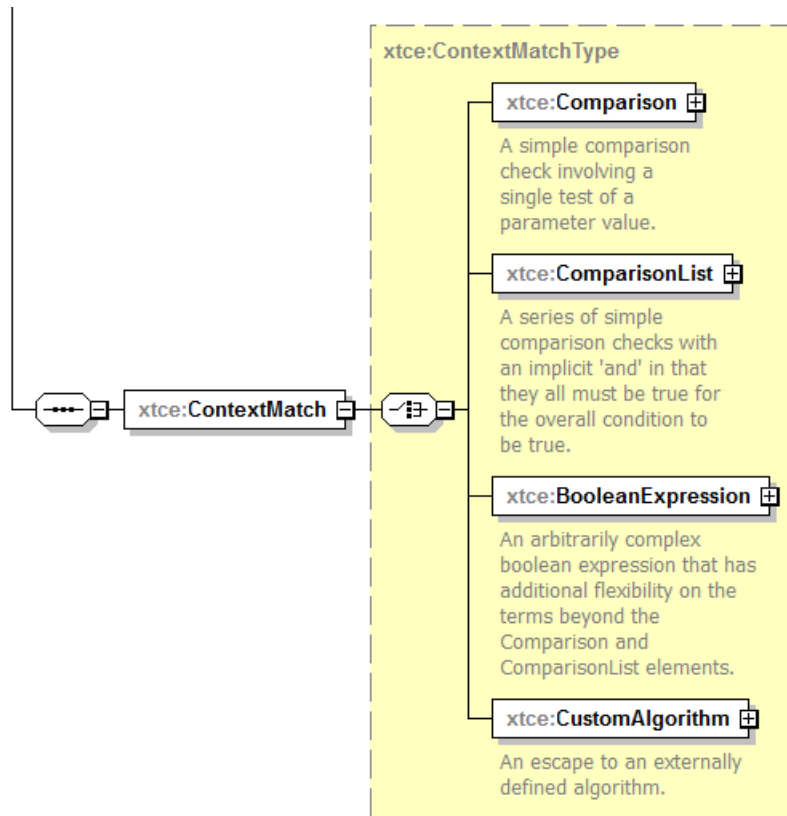 xtce:ContextMatchType
xtce:Comparison
A simple comparison
check involving a
single test of a
parameter value.
xtce:ComparisonList
A series of simple
comparison checks with
an implicit 'and' in that
they all must be true for
the overall condition to
be true.
xtce:ContextMatch
xtce:BooleanExpression
An arbitrarily complex
boolean expression that has
additional flexibility on the
terms beyond the
Comparison and
ComparisonList elements.
xtce:CustomAlgorithm
An escape to an externally
defined algorithm.